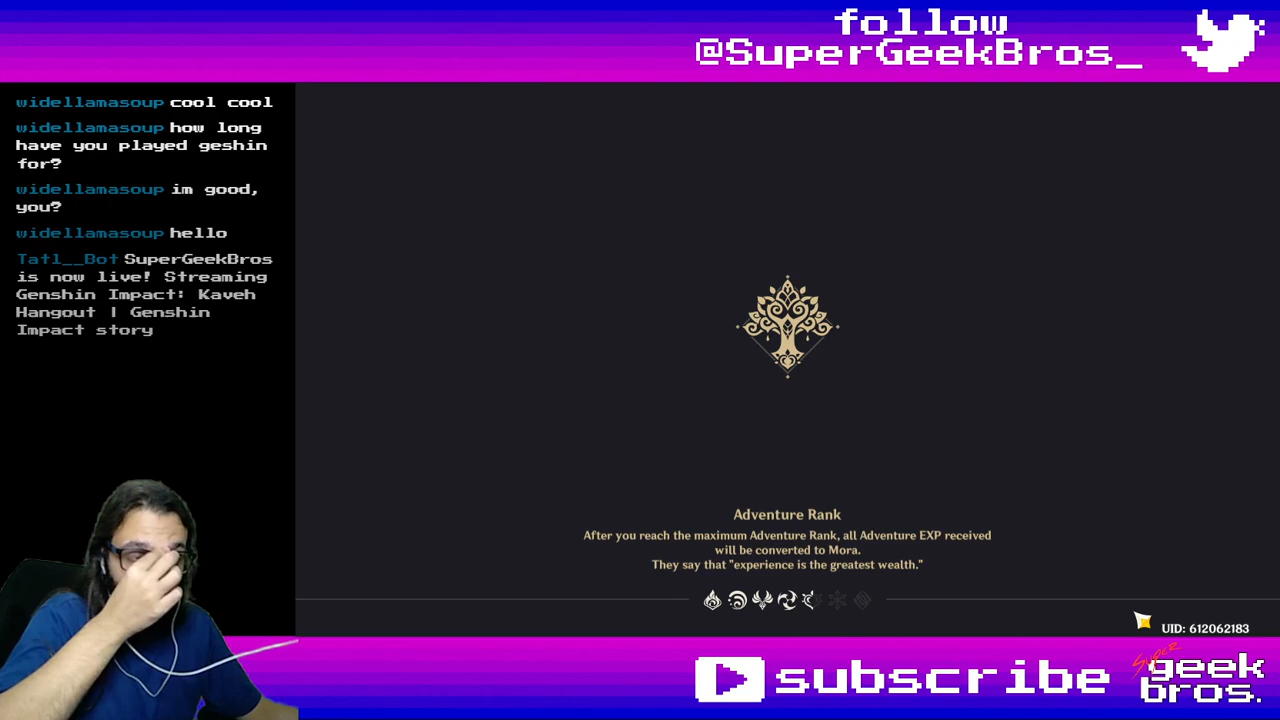 follow
@SuperGeekBros_
widellamasoup cool cool
widellamasoup how long
have you played geshin
for?
widellamasoup im good,
you?
widellamasoup hello
Tatl__Bot SuperGeekBros
is now live! Streaming
Genshin Impact: Kaveh
Hangout | Genshin
Impact story
Adventure Rank
After you reach the maximum Adventure Rank, all Adventure EXP received
will be converted to Mora.
They say that "experience is the greatest wealth."
UID: 612062183
subscribe
SUPER
geek
bros.